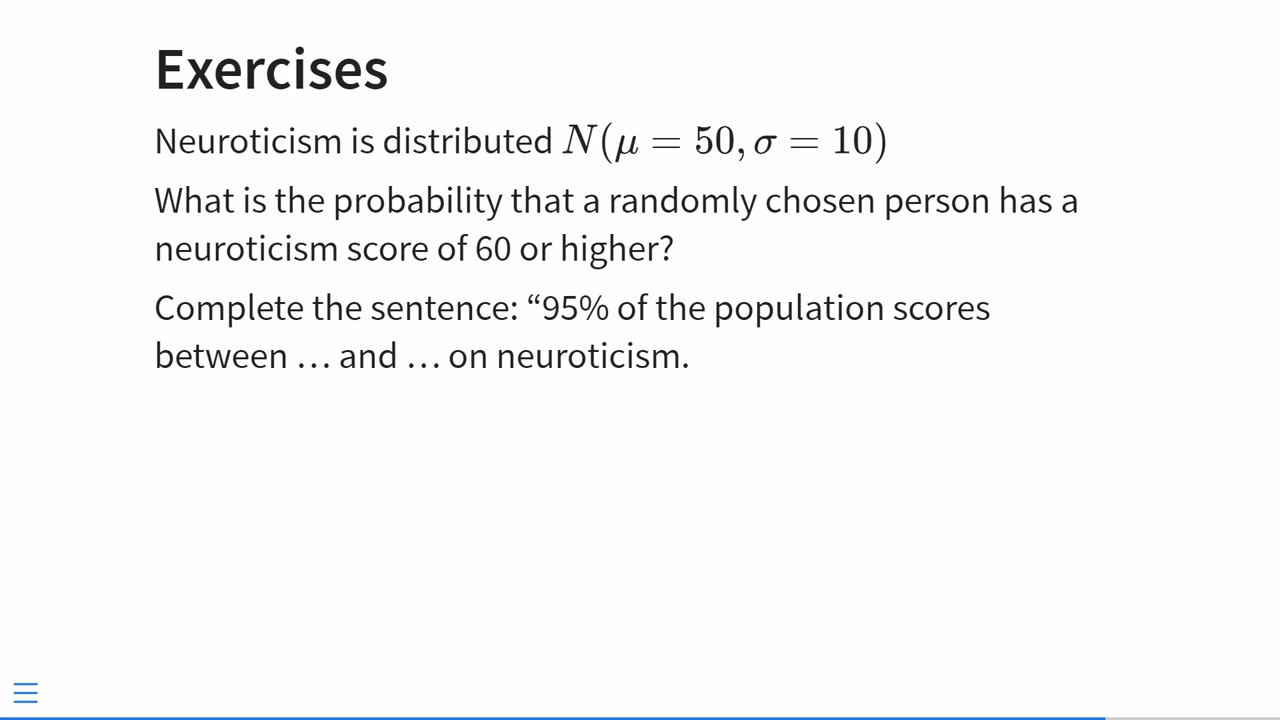 Exercises
Neuroticism is distributed N(μ = 50, σ = 10)
What is the probability that a randomly chosen person has a
neuroticism score of 60 or higher?
Complete the sentence: “95% of the population scores
between … and … on neuroticism.